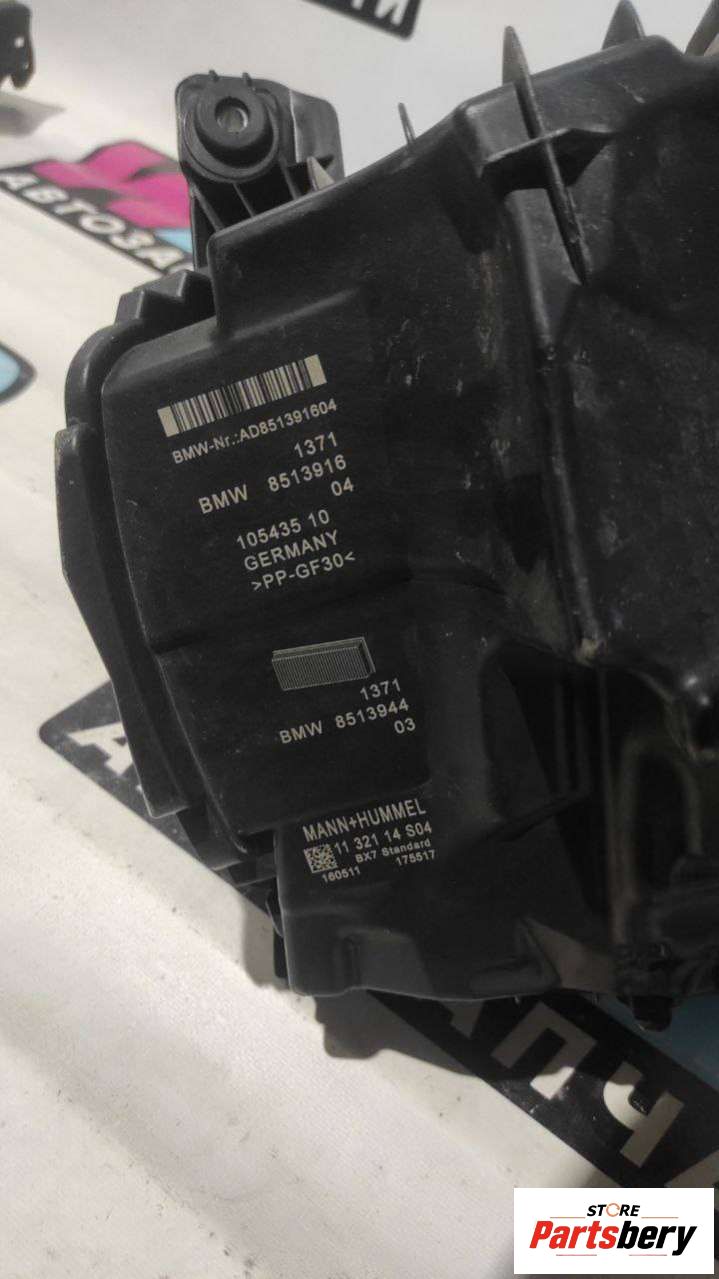 АВТОЗАП
BMW-Nr.:AD851391604
1371
BMW 8513916
04
105435 10
GERMANY
>PP-GF30<
1371
BMW 8513944
03
MANN+HUMMEL
11 321 14 S04
BX7 Standard
160511 175517
STORE
Partsbery